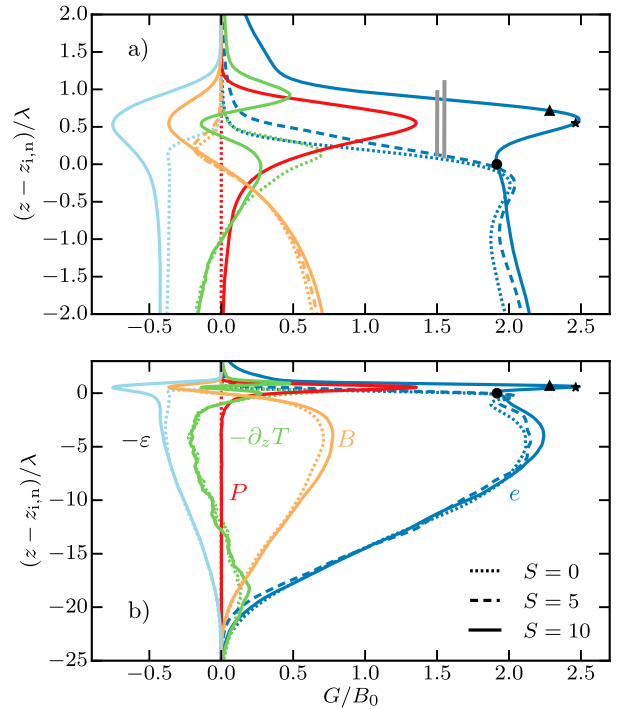 a)
2.0
1.5
1.0
0.5
0.0
−0.5
−1.0
−1.5
−2.0
(z − z_{i,n})/λ
−0.5 0.0 0.5 1.0 1.5 2.0 2.5
0
−5
−10
−15
−20
−25
(z − z_{i,n})/λ
−ε
−∂_zT
B
P
e
S = 0
S = 5
S = 10
b)
−0.5 0.0 0.5 1.0 1.5 2.0 2.5
G/B_0